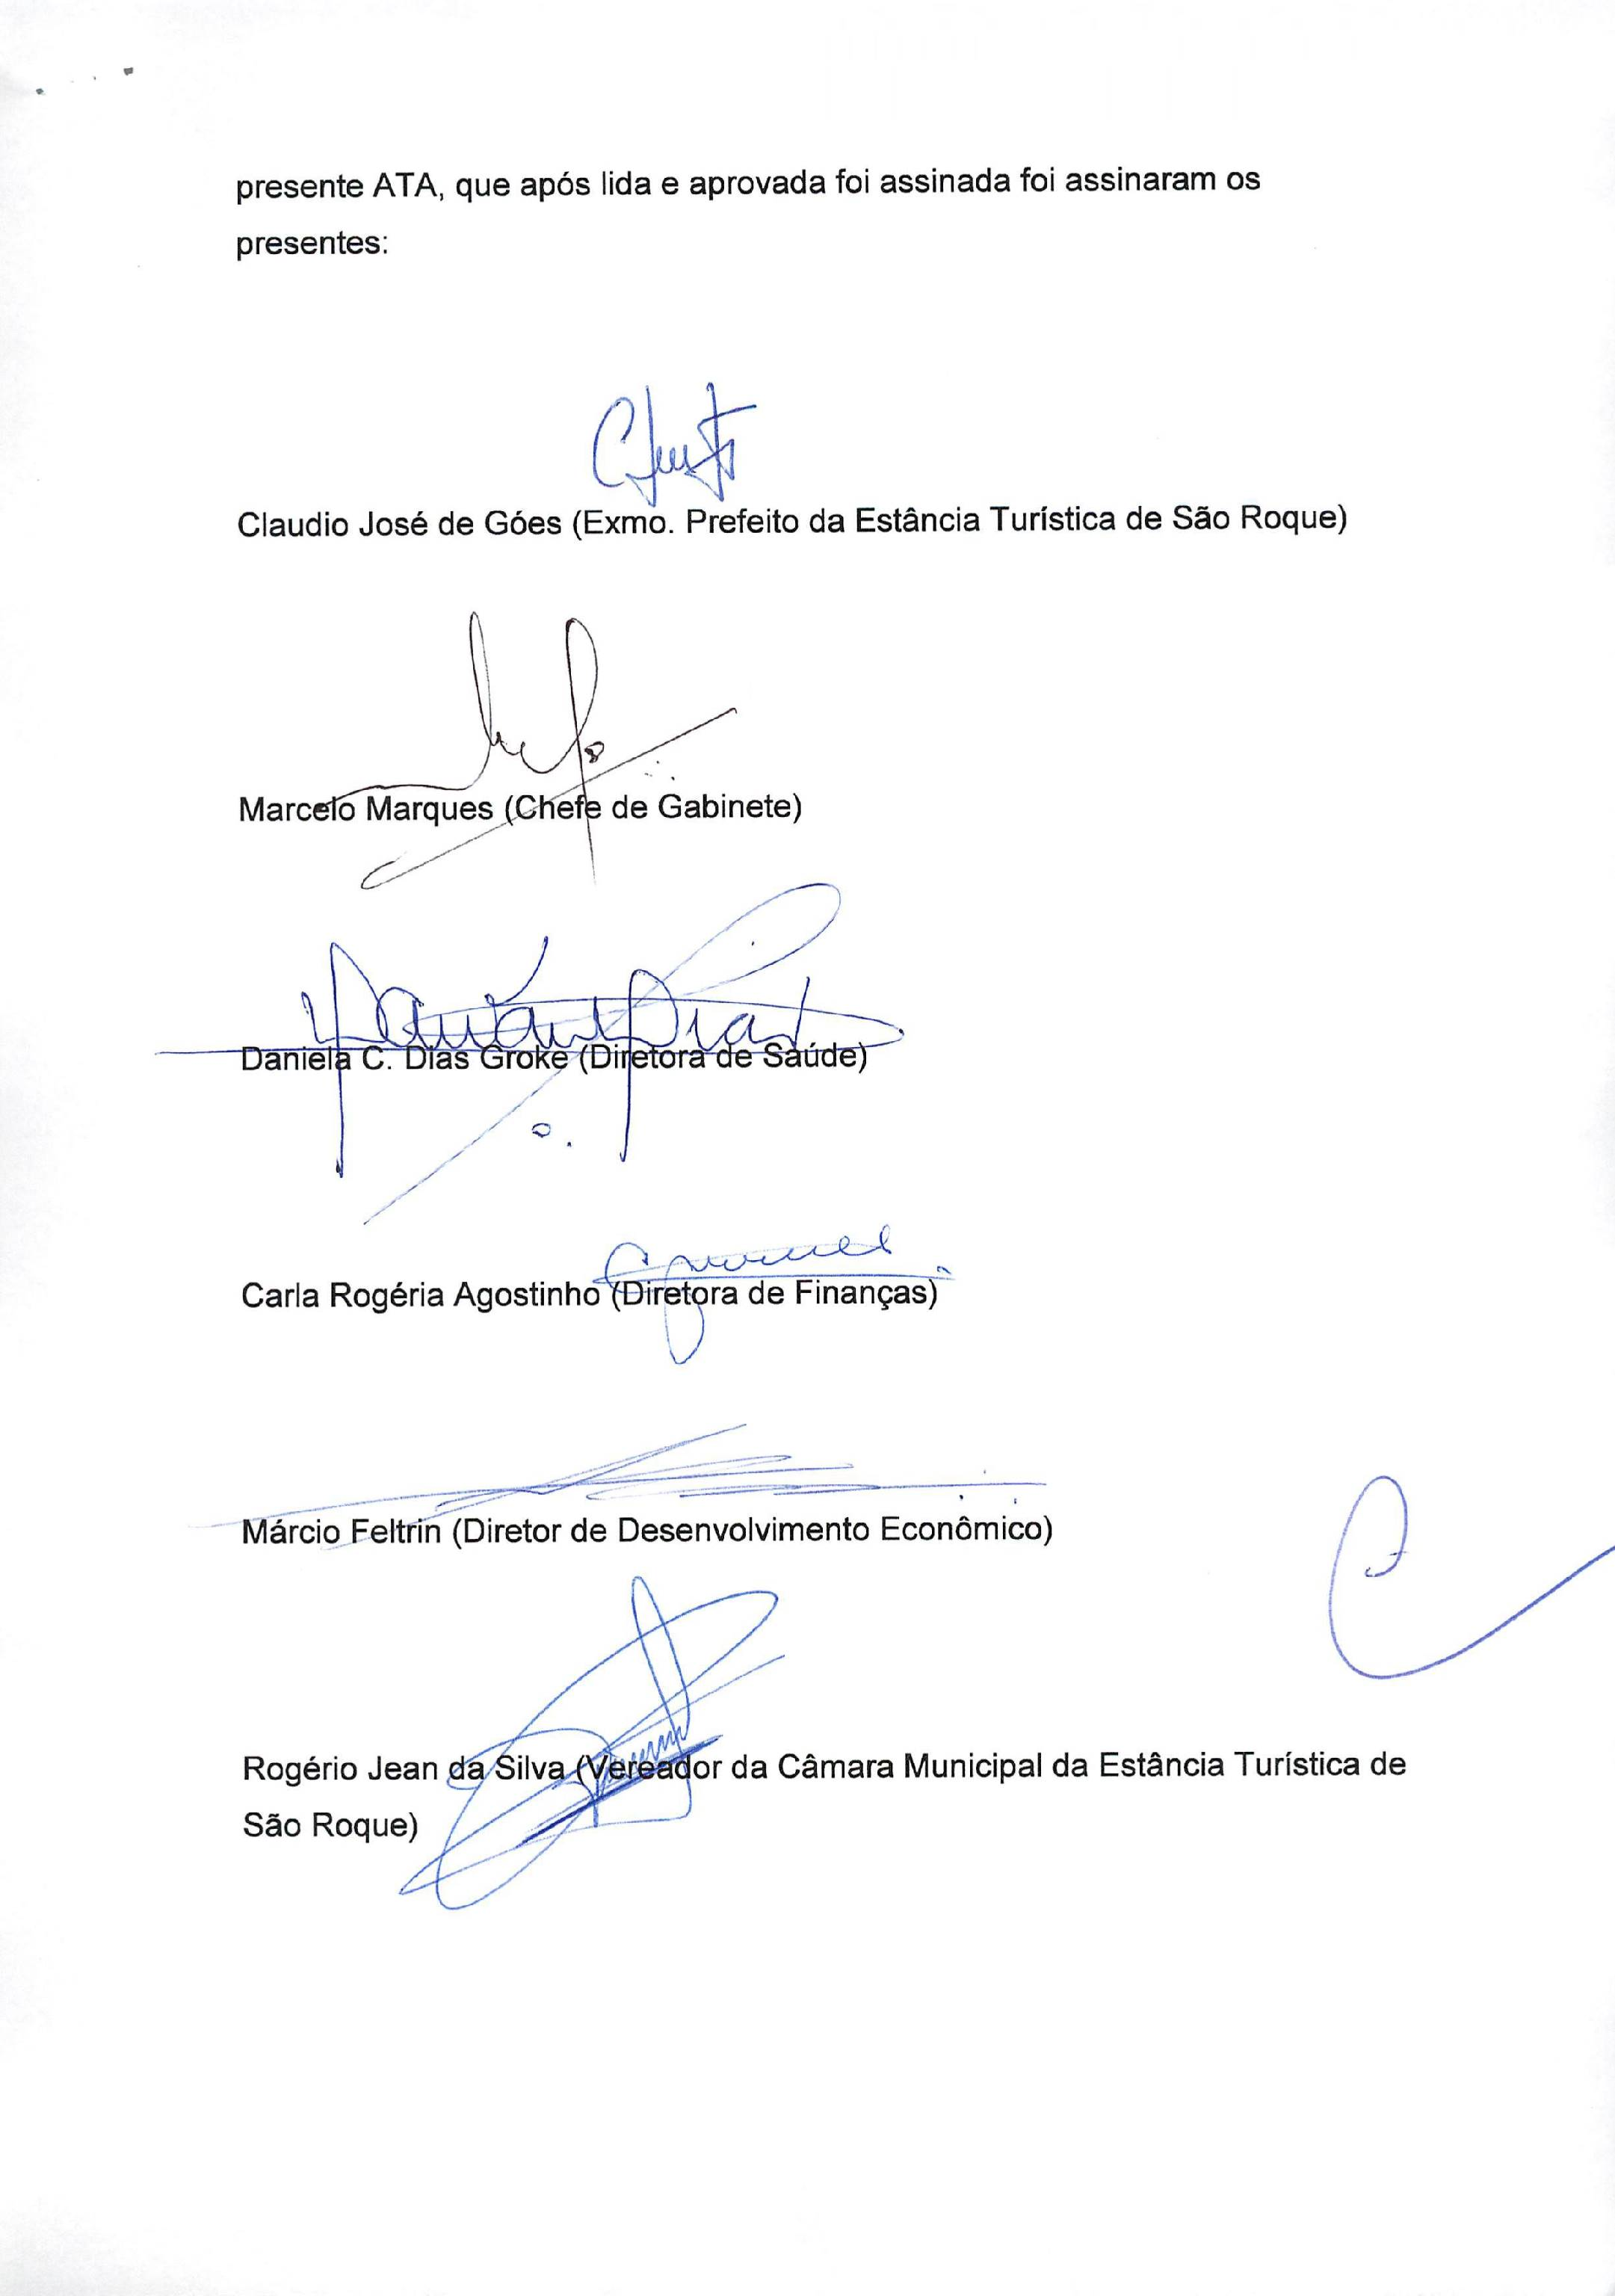 presente ATA, que após lida e aprovada foi assinada foi assinaram os
presentes:
Claudio José de Góes (Exmo. Prefeito da Estância Turística de São Roque)
Marcelo Marques (Chefe de Gabinete)
Daniela C. Dias Groke (Diretora de Saúde)
Carla Rogéria Agostinho (Diretora de Finanças)
Márcio Feltrin (Diretor de Desenvolvimento Econômico)
Rogério Jean da Silva (Vereador da Câmara Municipal da Estância Turística de
São Roque)